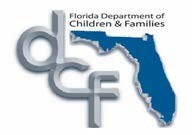 Florida Department of
Children & Families
dcf